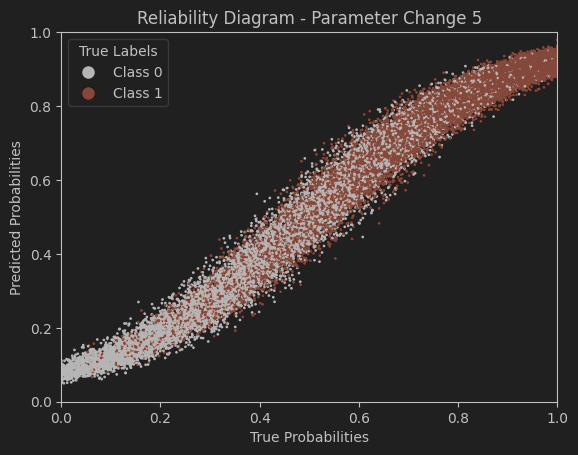 Reliability Diagram - Parameter Change 5
1.0
0.8
0.6
0.4
0.2
0.0
Predicted Probabilities
True Labels
Class 0
Class 1
0.0 0.2 0.4 0.6 0.8 1.0
True Probabilities